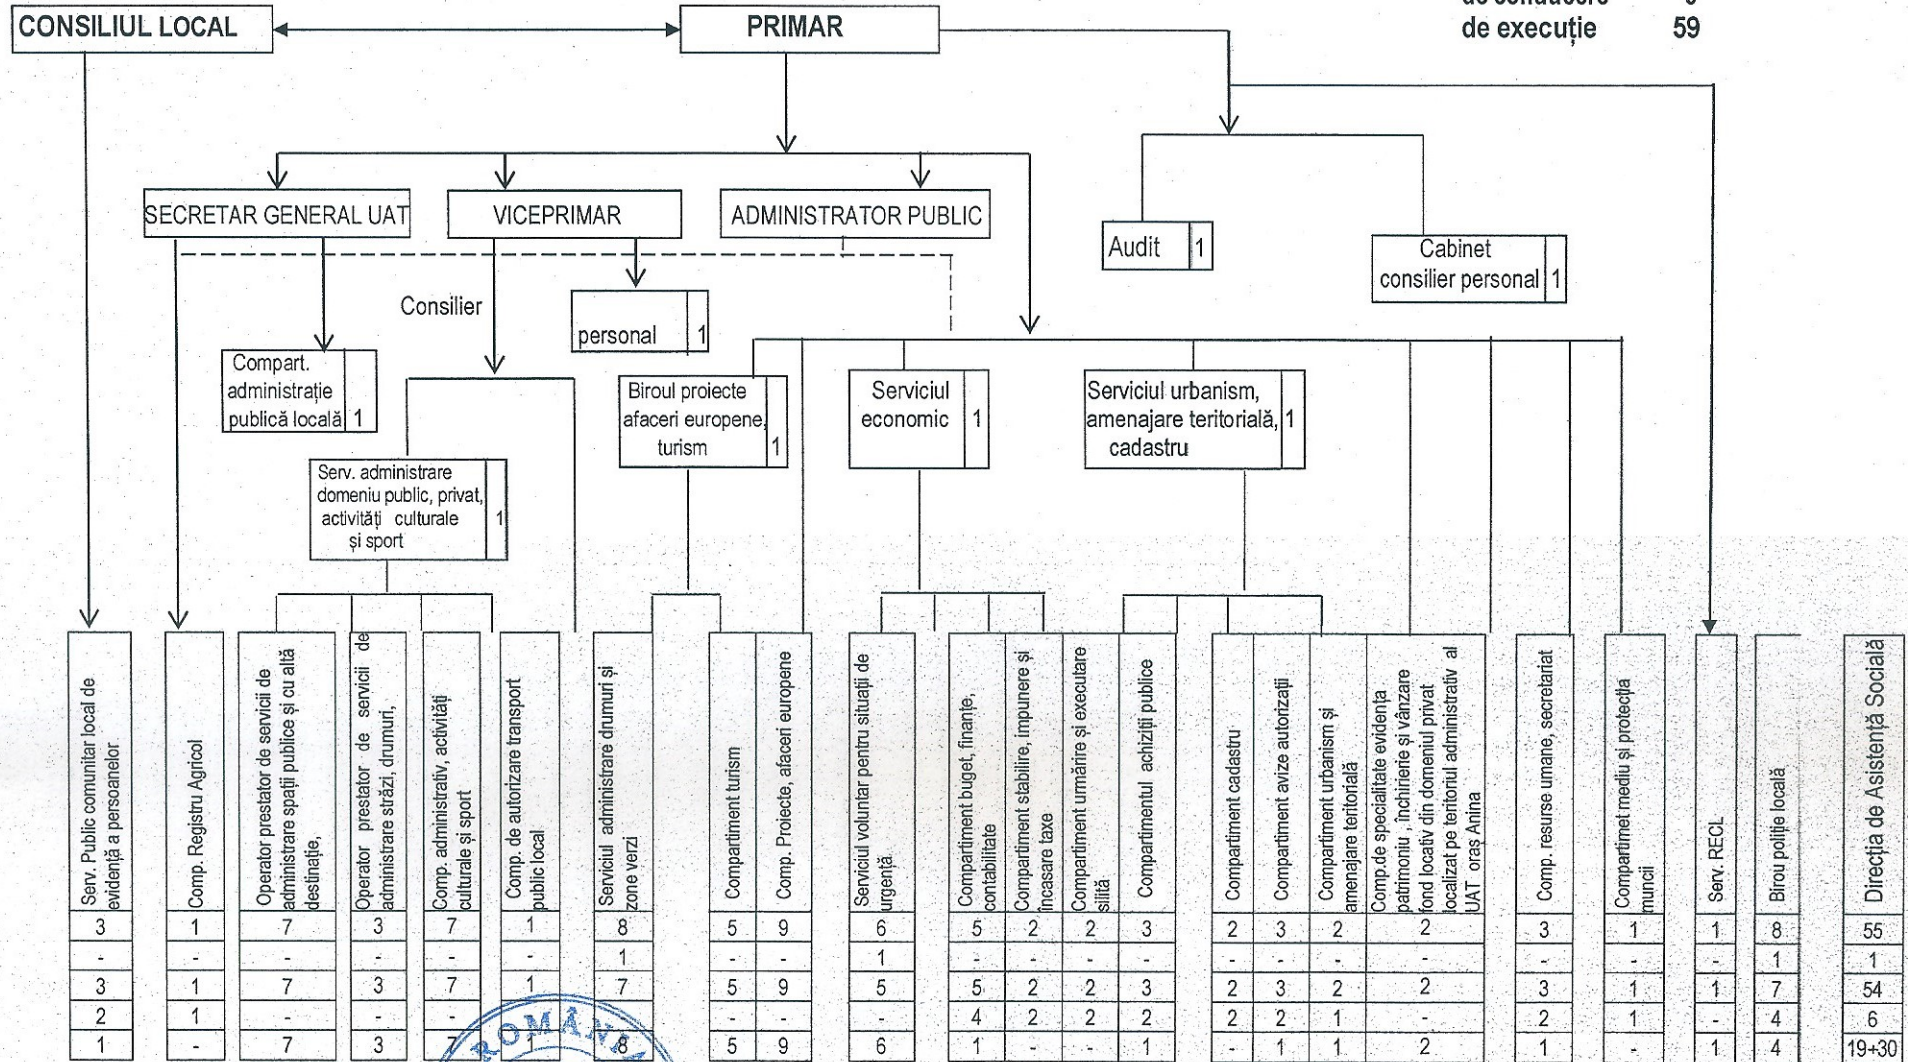 de execuție 59
CONSILIUL LOCAL
PRIMAR
SECRETAR GENERAL UAT
VICEPRIMAR
ADMINISTRATOR PUBLIC
Audit 1
Cabinet
consilier personal 1
Consilier
personal 1
Compart.
administrație
publică locală 1
Biroul proiecte
afaceri europene,
turism 1
Serviciul
economic 1
Serviciul urbanism,
amenajare teritorială, 1
cadastru
Serv. administrare
domeniu public, privat,
activități culturale 1
și sport
Serv. Public comunitar local de
evidență a persoanelor
Comp. Registru Agricol
Operator prestator de servicii de
administrare spații publice și cu altă
destinație,
Operator prestator de servicii de
administrare străzi, drumuri,
Comp. administrativ, activități
culturale și sport
Comp. de autorizare transport
public local
Serviciul administrare drumuri și
zone verzi
Compartiment turism
Comp. Proiecte, afaceri europene
Serviciul voluntar pentru situații de
urgență
Compartiment buget, finanțe,
contabilitate
Compartiment stabilire, impunere și
încasare taxe
Compartiment urmărire și executare
silită
Compartimentul achiziții publice
Compartiment cadastru
Compartiment avize autorizații
Compartiment urbanism și
amenajare teritorială
Comp.de specialitate evidența
patrimoniu , închiriere și vânzare
fond locativ din domeniul privat
localizat pe teritoriul administrativ al
UAT oraș Anina
Comp. resurse umane, secretariat
Compartimet mediu și protecția
muncii
Serv. RECL
Birou poliție locală
Direcția de Asistență Socială
3 1 7 3 7 1 8 5 9 6 5 2 2 3 2 3 2 2 3 1 1 8 55
- - - - - - 1 - - 1 - - - - - - - - - - - 1 1
3 1 7 3 7 1 7 5 9 5 5 2 2 3 2 3 2 2 3 1 1 7 54
2 1 - - - - - - - 4 2 2 2 2 2 1 - 2 1 - 4 6
1 - 7 3 7 1 8 5 9 6 1 - - 1 - 1 1 2 1 - 1 4 19+30
ROMÂNIA